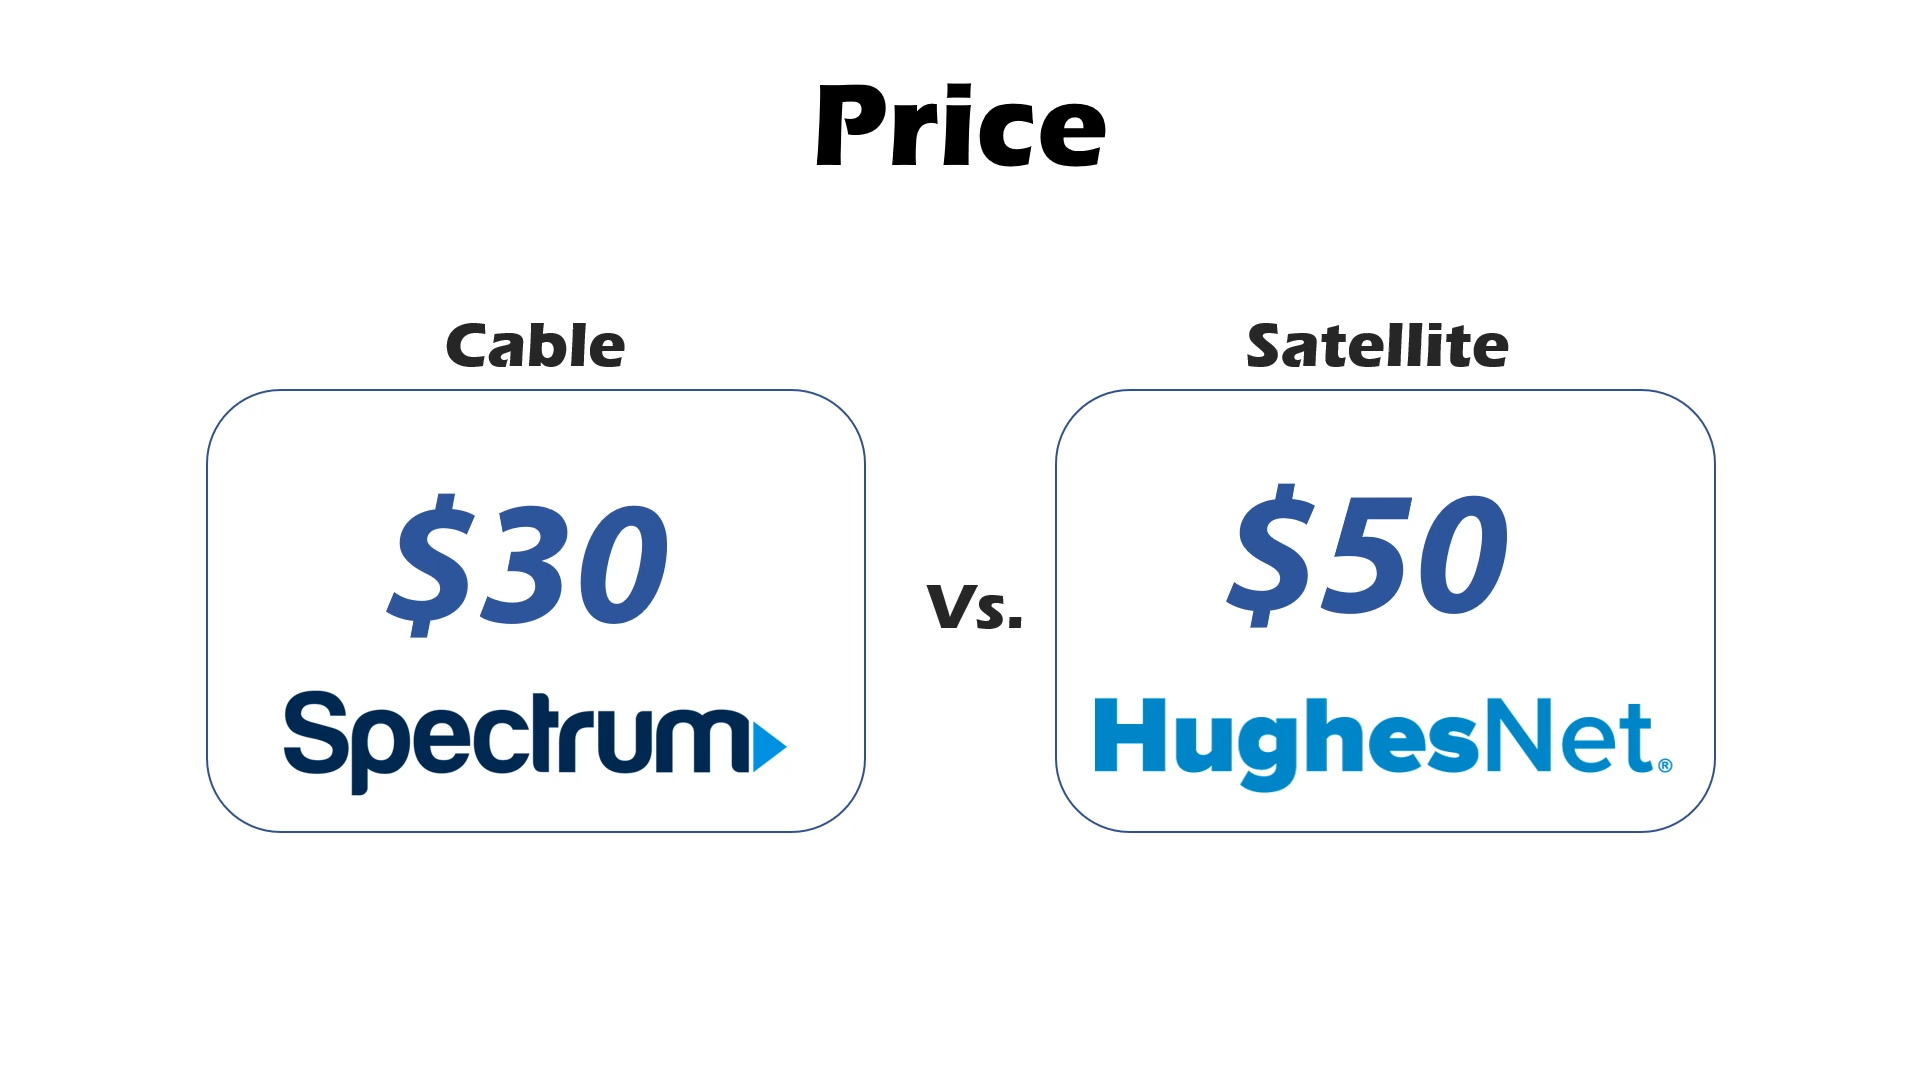 Price
Cable
$30
Spectrum
Vs.
Satellite
$50
HughesNet®